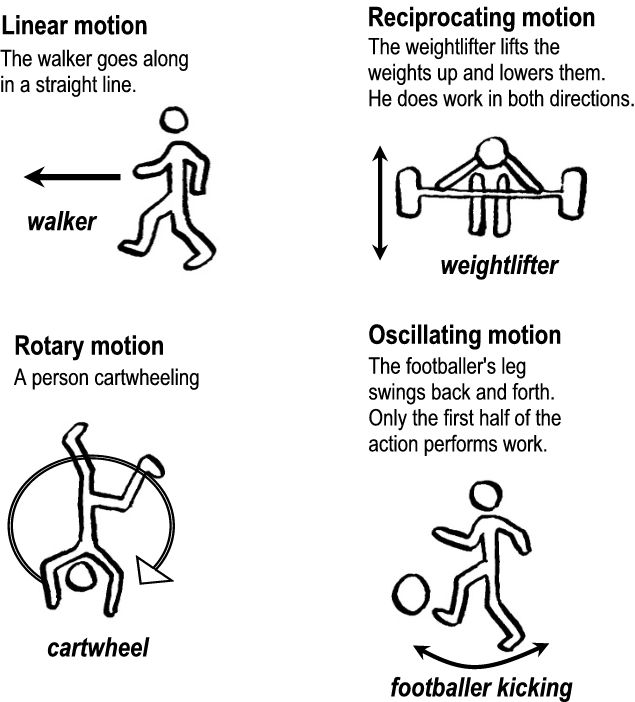 Linear motion
The walker goes along
in a straight line.
walker
Reciprocating motion
The weightlifter lifts the
weights up and lowers them.
He does work in both directions.
weightlifter
Rotary motion
A person cartwheeling
cartwheel
Oscillating motion
The footballer's leg
swings back and forth.
Only the first half of the
action performs work.
footballer kicking